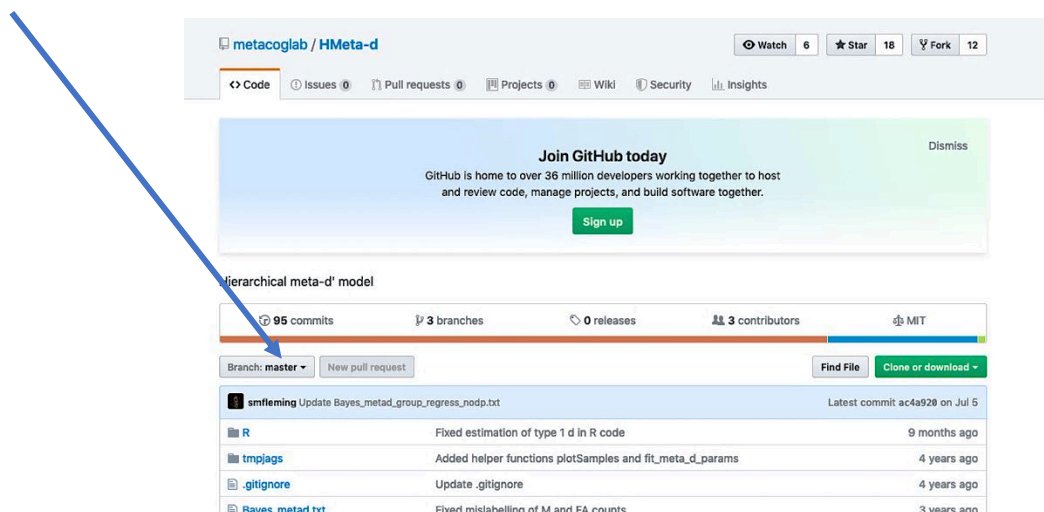 metacoglab / HMeta-d
Watch 6 Star 18 Fork 12
Code Issues 0 Pull requests 0 Projects 0 Wiki Security Insights
Dismiss
Join GitHub today
GitHub is home to over 36 million developers working together to host
and review code, manage projects, and build software together.
Sign up
Hierarchical meta-d' model
95 commits 3 branches 0 releases 3 contributors MIT
Branch: master New pull request Find File Clone or download
smfleming Update Bayes_metad_group_regress_nodp.txt Latest commit ac4a920 on Jul 5
R Fixed estimation of type 1 d in R code 9 months ago
tmpjags Added helper functions plotSamples and fit_meta_d_params 4 years ago
.gitignore Update .gitignore 4 years ago
Bayes_metad.txt Fixed mislabelling of M and FA counts 3 years ago